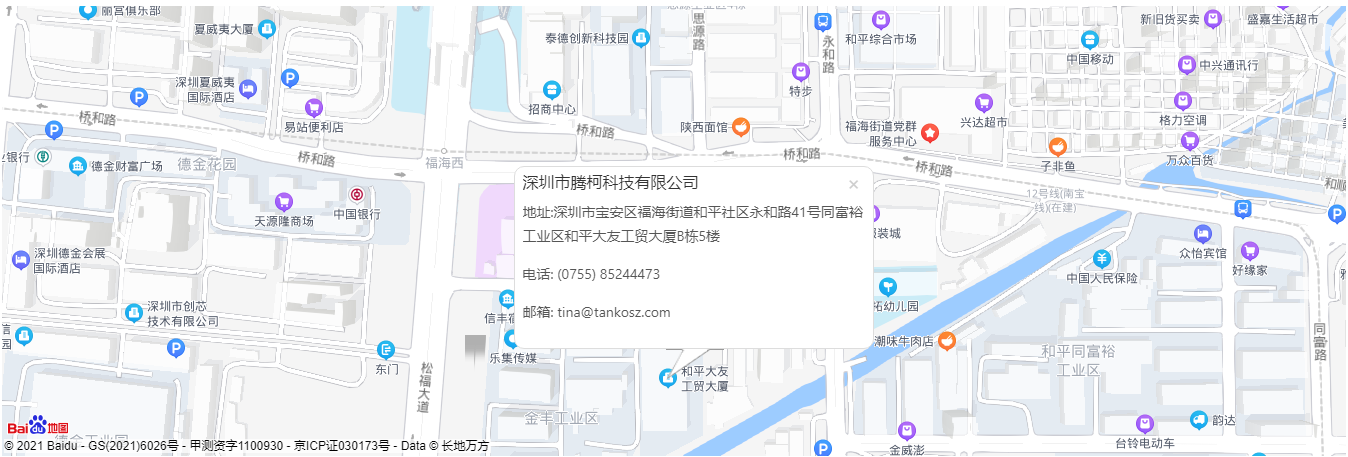 丽宫俱乐部
夏威夷大厦
泰德创新科技园
思源路
永和路
和平综合市场
新旧货买卖
盛嘉生活超市
中国移动
中兴通讯行
深圳夏威夷
国际酒店
招商中心
特步
桥和路
易站便利店
桥和路
陕西面馆
福海街道党群
服务中心
兴达超市
格力空调
德金财富广场
德金花园
桥和路
福海西
桥和路
桥和路
子非鱼
万众百货
业银行
和顺
天源隆商场
中国银行
12号线(南宝
线)(在建)
深圳市腾柯科技有限公司
×
地址:深圳市宝安区福海街道和平社区永和路41号同富裕
工业区和平大友工贸大厦B栋5楼
电话: (0755) 85244473
邮箱: tina@tankosz.com
服装城
众怡宾馆
好缘家
深圳德金会展
国际酒店
中国人民保险
拓幼儿园
深圳市创芯
技术有限公司
信丰
潮味牛肉店
乐集传媒
和平同富裕
工业区
同富路
东门
松福大道
和平大友
工贸大厦
金丰工业区
韵达
台铃电动车
金威澎
Bai du 地图
德金工业园
© 2021 Baidu - GS(2021)6026号 - 甲测资字1100930 - 京ICP证030173号 - Data © 长地万方